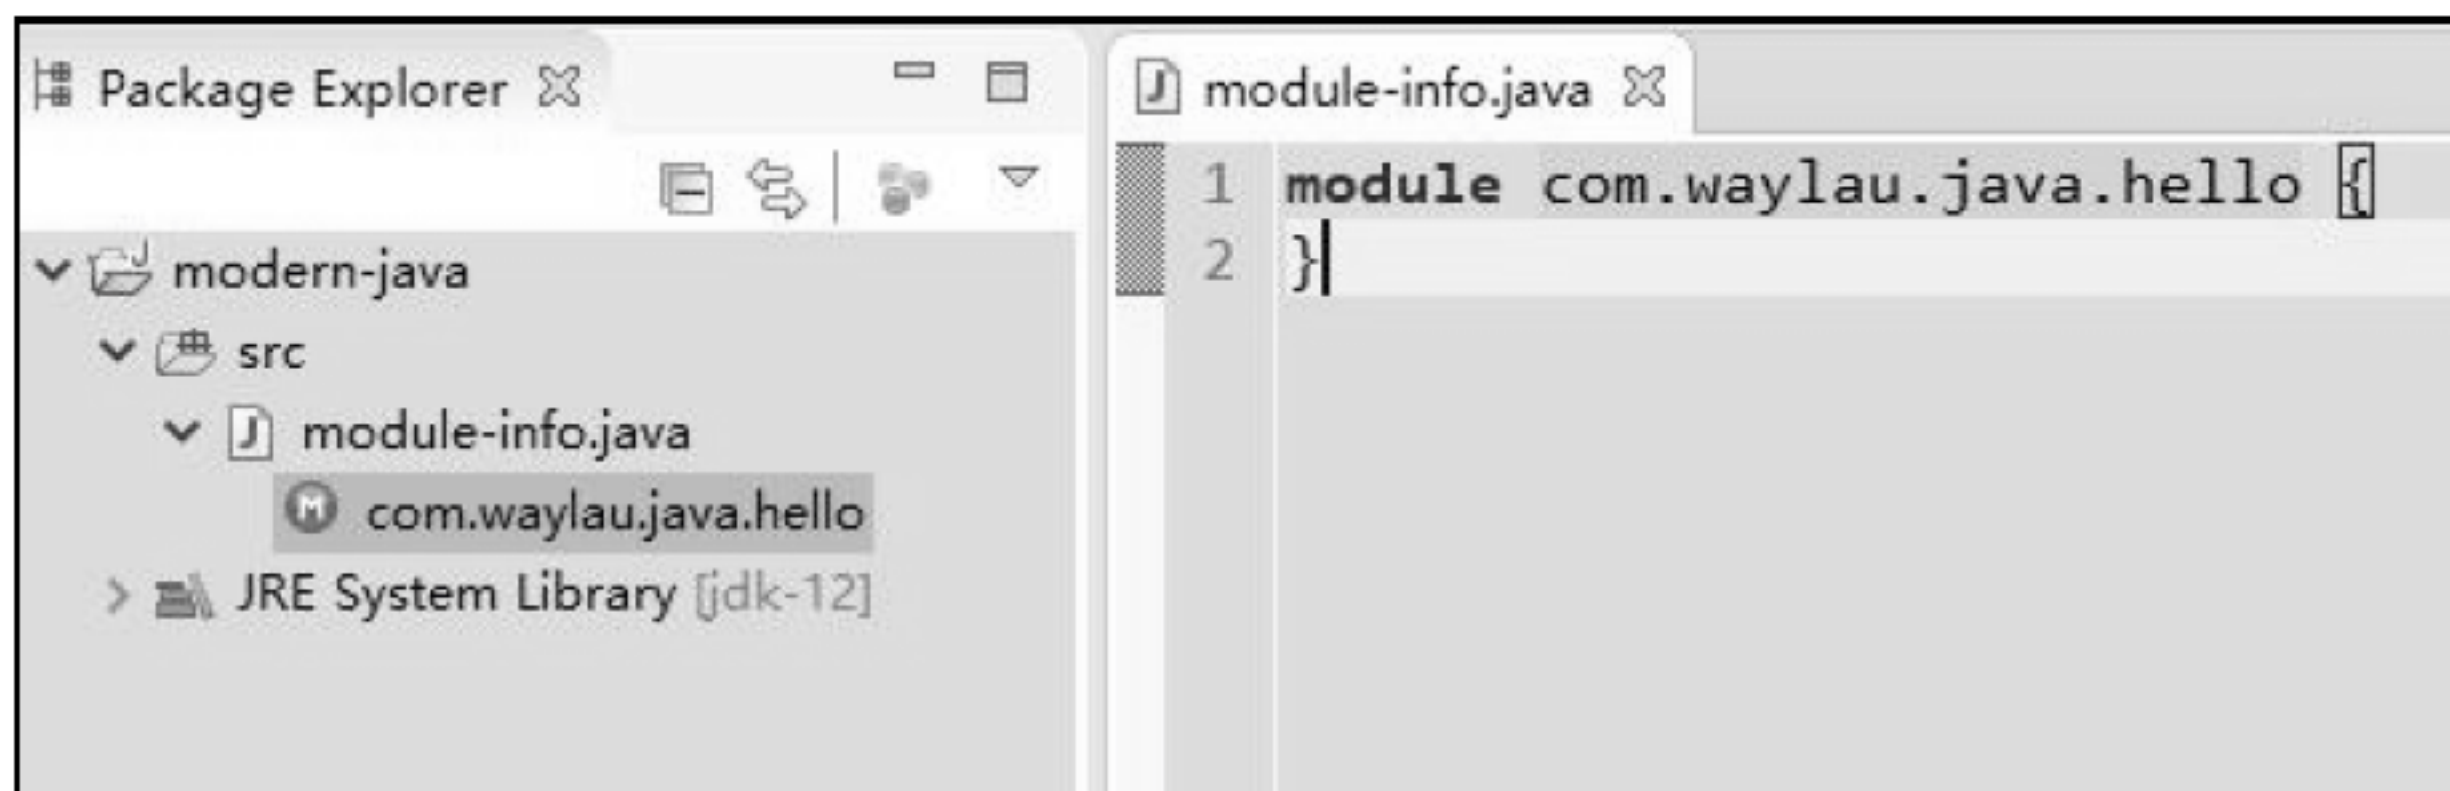 Package Explorer
modern-java
src
module-info.java
com.waylau.java.hello
JRE System Library [jdk-12]
module-info.java
1 module com.waylau.java.hello {
2 }